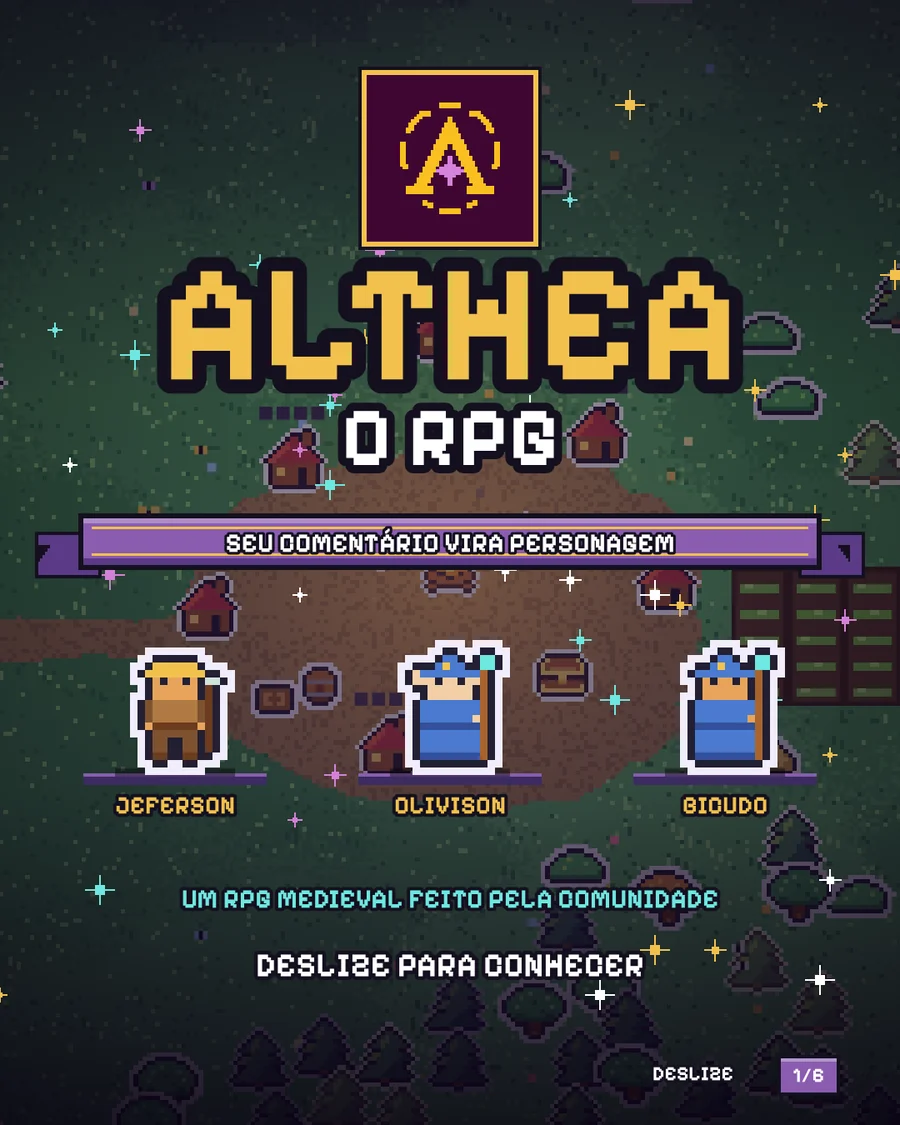 A
ALTHEA
O RPG
SEU COMENTÁRIO VIRA PERSONAGEM
JEFERSON
OLIVISON
BICUDO
UM RPG MEDIEVAL FEITO PELA COMUNIDADE
DESLIZE PARA CONHECER
DESLIZE
1/6